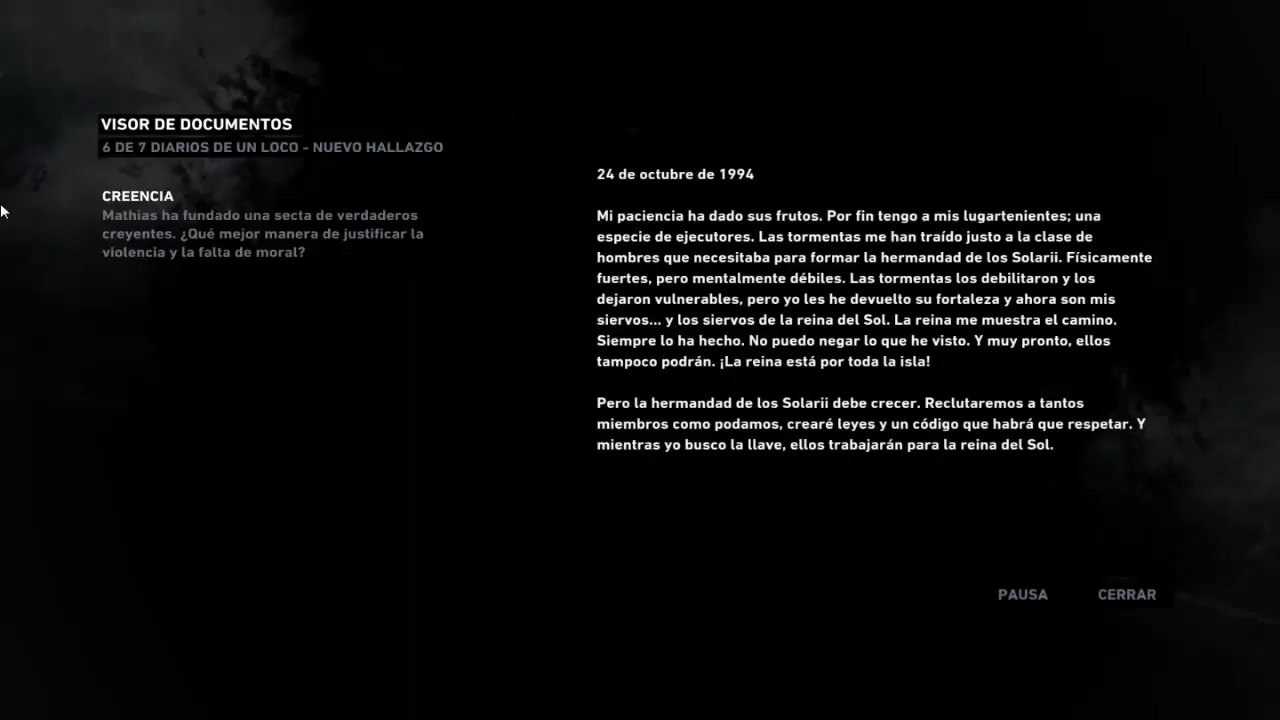 VISOR DE DOCUMENTOS
6 DE 7 DIARIOS DE UN LOCO - NUEVO HALLAZGO
CREENCIA
Mathias ha fundado una secta de verdaderos
creyentes. ¿Qué mejor manera de justificar la
violencia y la falta de moral?
24 de octubre de 1994
Mi paciencia ha dado sus frutos. Por fin tengo a mis lugartenientes; una
especie de ejecutores. Las tormentas me han traído justo a la clase de
hombres que necesitaba para formar la hermandad de los Solarii. Físicamente
fuertes, pero mentalmente débiles. Las tormentas los debilitaron y los
dejaron vulnerables, pero yo les he devuelto su fortaleza y ahora son mis
siervos... y los siervos de la reina del Sol. La reina me muestra el camino.
Siempre lo ha hecho. No puedo negar lo que he visto. Y muy pronto, ellos
tampoco podrán. ¡La reina está por toda la isla!
Pero la hermandad de los Solarii debe crecer. Reclutaremos a tantos
miembros como podamos, crearé leyes y un código que habrá que respetar. Y
mientras yo busco la llave, ellos trabajarán para la reina del Sol.
PAUSA
CERRAR